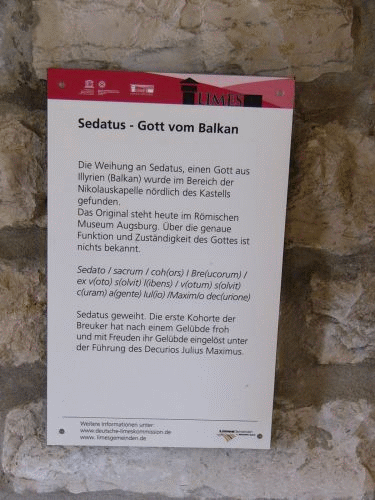 LIMES
Sedatus - Gott vom Balkan
Die Weihung an Sedatus, einen Gott aus
Illyrien (Balkan) wurde im Bereich der
Nikolauskapelle nördlich des Kastells
gefunden.
Das Original steht heute im Römischen
Museum Augsburg. Über die genaue
Funktion und Zuständigkeit des Gottes ist
nichts bekannt.
Sedato / sacrum / coh(ors) I Bre(ucorum) /
ex v(oto) s(olvit) l(ibens) / v(otum) s(olvit)
c(uram) a(gente) Iul(io) /Maxim/o dec(urione)
Sedatus geweiht. Die erste Kohorte der
Breuker hat nach einem Gelübde froh
und mit Freuden ihr Gelübde eingelöst unter
der Führung des Decurios Julius Maximus.
Weitere Informationen unter:
www.deutsche-limeskommission.de
www. limesgemeinden.de